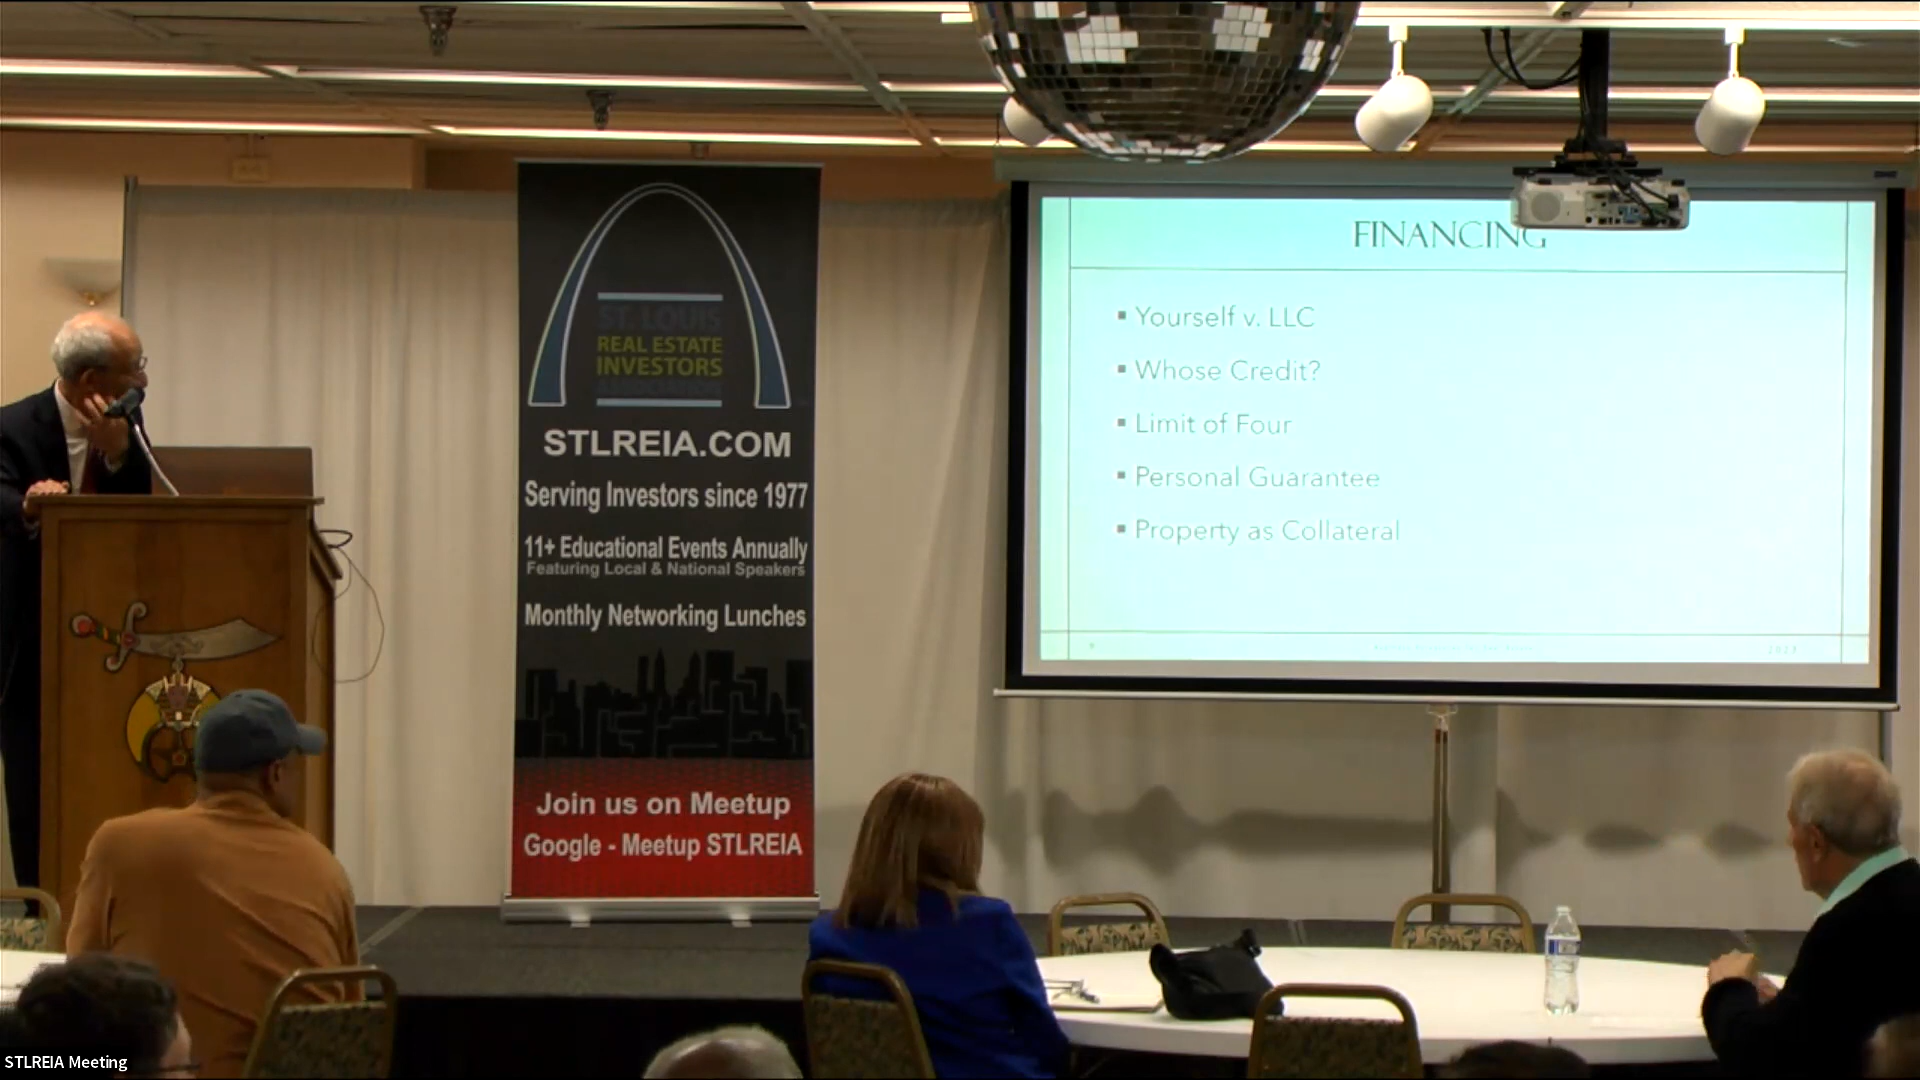 ST. LOUIS
REAL ESTATE
INVESTORS
ASSOCIATION
STLREIA.COM
Serving Investors since 1977
11+ Educational Events Annually
Featuring Local & National Speakers
Monthly Networking Lunches
Join us on Meetup
Google - Meetup STLREIA
FINANCING
▪ Yourself v. LLC
▪ Whose Credit?
▪ Limit of Four
▪ Personal Guarantee
▪ Property as Collateral
2023
STLREIA Meeting